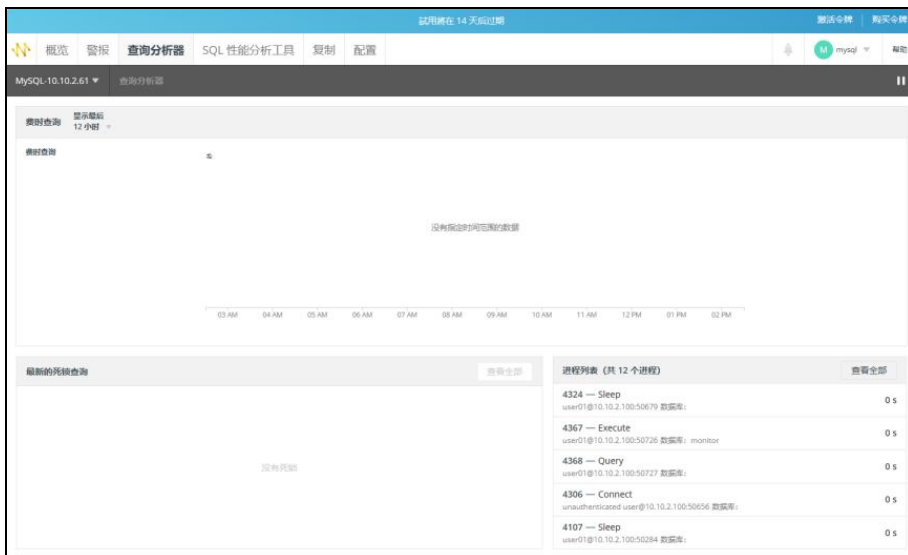 試用將在 14 天后过期
激活令牌
购买令牌
概览
警报
查询分析器
SQL 性能分析工具
复制
配置
M
mysql
帮助
MySQL-10.10.2.61
查询分析器
费时查询
显示最后
12 小时
费时查询
没有指定时间范围的数据
03 AM
04 AM
05 AM
06 AM
07 AM
08 AM
09 AM
10 AM
11 AM
12 PM
01 PM
02 PM
最新的死锁查询
查看全部
没有死锁
进程列表（共 12 个进程）
查看全部
4324 — Sleep
0 s
user01@10.10.2.100:50679 数据库:
4367 — Execute
0 s
user01@10.10.2.100:50726 数据库: monitor
4368 — Query
0 s
user01@10.10.2.100:50727 数据库:
4306 — Connect
0 s
unauthenticated user@10.10.2.100:50656 数据库:
4107 — Sleep
0 s
user01@10.10.2.100:50284 数据库: